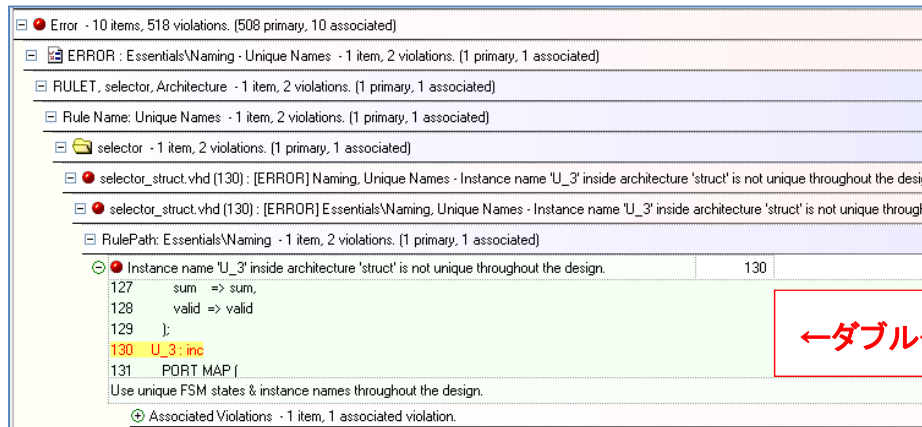 Error - 10 items, 518 violations. (508 primary, 10 associated)
ERROR : Essentials\Naming - Unique Names - 1 item, 2 violations. (1 primary, 1 associated)
RULET, selector, Architecture - 1 item, 2 violations. (1 primary, 1 associated)
Rule Name: Unique Names - 1 item, 2 violations. (1 primary, 1 associated)
selector - 1 item, 2 violations. (1 primary, 1 associated)
selector_struct.vhd (130) : [ERROR] Naming, Unique Names - Instance name 'U_3' inside architecture 'struct' is not unique throughout the desi
selector_struct.vhd (130) : [ERROR] Essentials\Naming, Unique Names - Instance name 'U_3' inside architecture 'struct' is not unique through
RulePath: Essentials\Naming - 1 item, 2 violations. (1 primary, 1 associated)
Instance name 'U_3' inside architecture 'struct' is not unique throughout the design. 130
127 sum => sum,
128 valid => valid
129 );
130 U_3 : inc
131 PORT MAP (
←ダブル
Use unique FSM states & instance names throughout the design.
Associated Violations - 1 item, 1 associated violation.